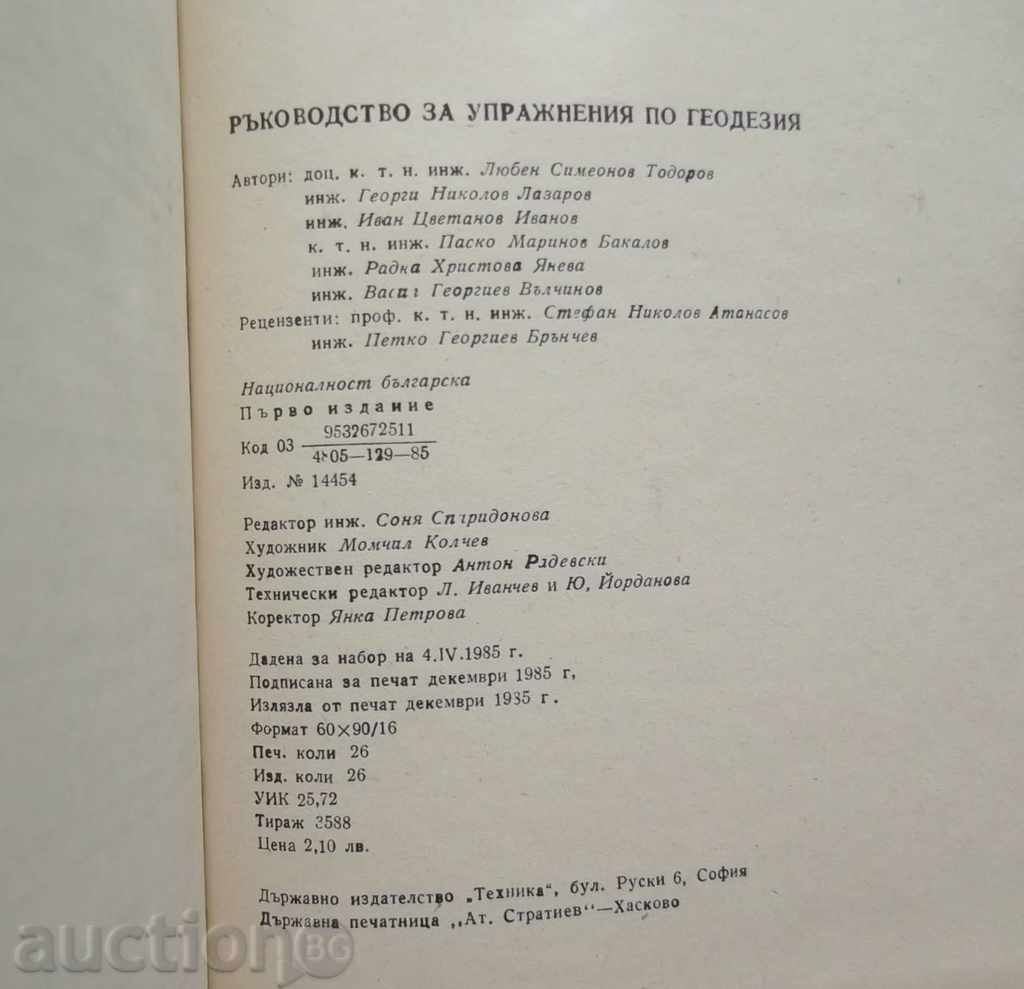 РЪКОВОДСТВО ЗА УПРАЖНЕНИЯ ПО ГЕОДЕЗИЯ
Автори: доц. к. т. н. инж. Любен Симеонов Тодоров
инж. Георги Николов Лазаров
инж. Иван Цветанов Иванов
к. т. н. инж. Паско Маринов Бакалов
инж. Радка Христова Янева
инж. Георгиев Вълчинов
Рецензенти: проф. к. т. н. инж. Стефан Николов Атанасов
инж. Петко Георгиев Брънчев
Националност българска
Първо издание
9532672511
Код 03
4805—129—85
Изд. № 14454
Редактор инж. Соня Спиридонова
Художник Момчил Колчев
Художествен редактор Антон Радевски
Технически редактор Л. Иванчев и Ю, Йорданова
Коректор Янка Петрова
Дадена за набор на 4.IV.1985 г.
Подписана за печат декември 1985 г,
Излязла от печат декември 1985 г.
Формат 60×90/16
Печ. коли 26
Изд. коли 26
УИК 25,72
Тираж 3588
Цена 2,10 лв.
Държавно издателство „Техника“, бул. Руски 6, София
Държавна печатница „Ат. Стратиев“—Хасково
auction.BG